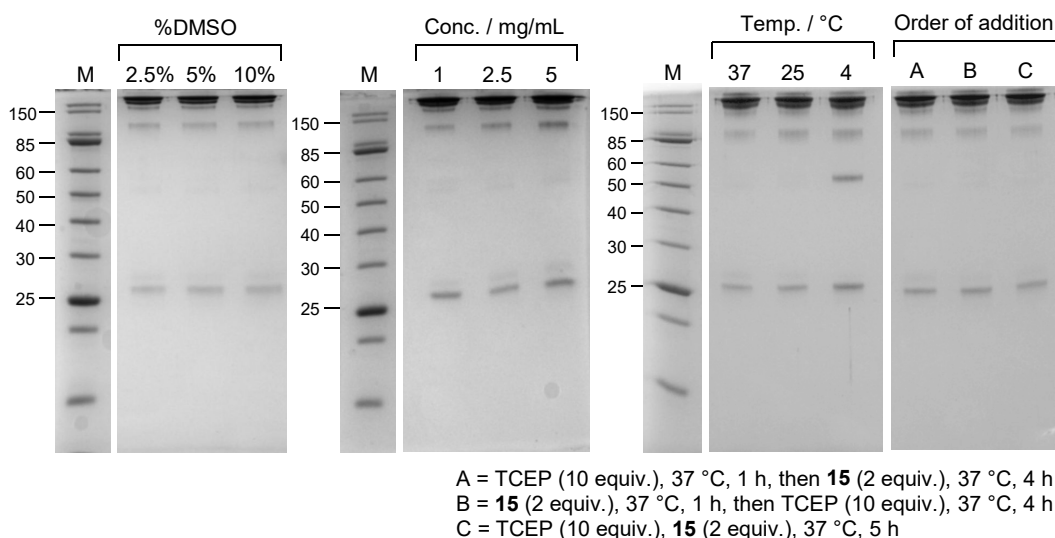 %DMSO
M 2.5% 5% 10%
150
85
60
50
40
30
25
Conc. / mg/mL
M 1 2.5 5
150
85
60
50
40
30
25
Temp. / °C
M 37 25 4
150
85
60
50
40
30
25
Order of addition
A B C
A = TCEP (10 equiv.), 37 °C, 1 h, then 15 (2 equiv.), 37 °C, 4 h
B = 15 (2 equiv.), 37 °C, 1 h, then TCEP (10 equiv.), 37 °C, 4 h
C = TCEP (10 equiv.), 15 (2 equiv.), 37 °C, 5 h